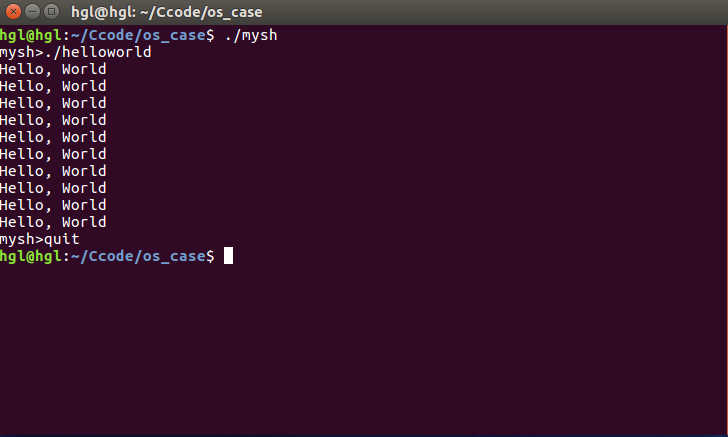 hgl@hgl: ~/Ccode/os_case
hgl@hgl:~/Ccode/os_case$ ./mysh
mysh>./helloworld
Hello, World
Hello, World
Hello, World
Hello, World
Hello, World
Hello, World
Hello, World
Hello, World
Hello, World
Hello, World
mysh>quit
hgl@hgl:~/Ccode/os_case$